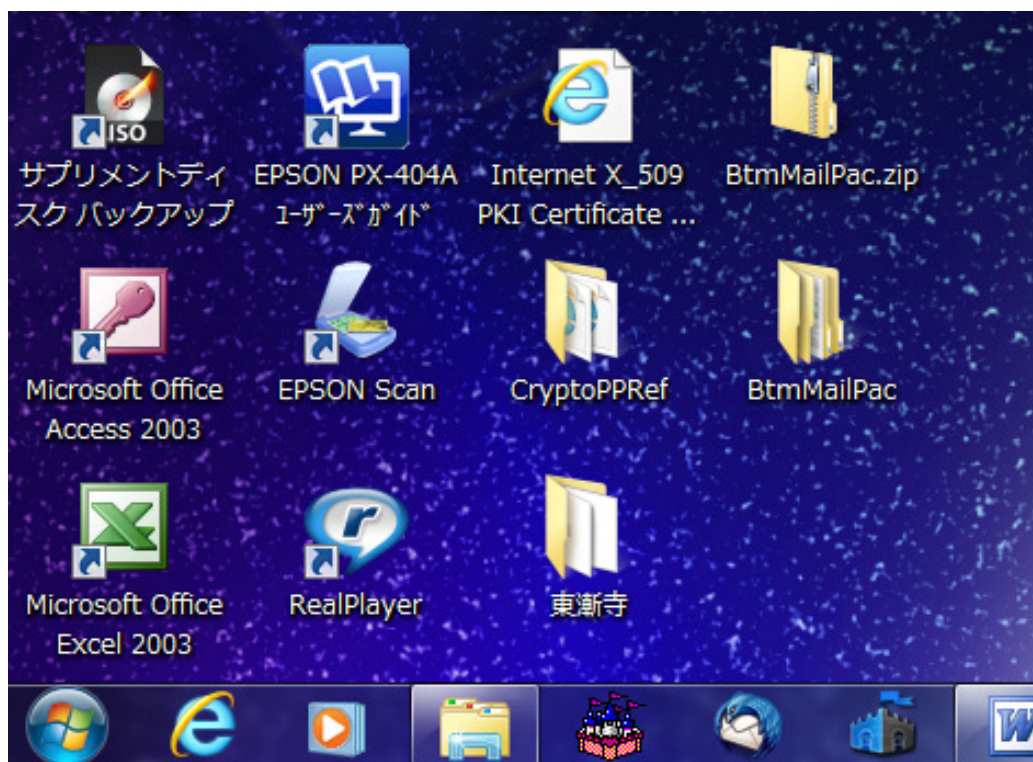 ISO
サプリメントディ
スク バックアップ
EPSON PX-404A
ﾕｰｻﾞｰｽﾞｶﾞｲﾄﾞ
Internet X_509
PKI Certificate ...
BtmMailPac.zip
Microsoft Office
Access 2003
EPSON Scan
CryptoPPRef
BtmMailPac
Microsoft Office
Excel 2003
RealPlayer
東漸寺